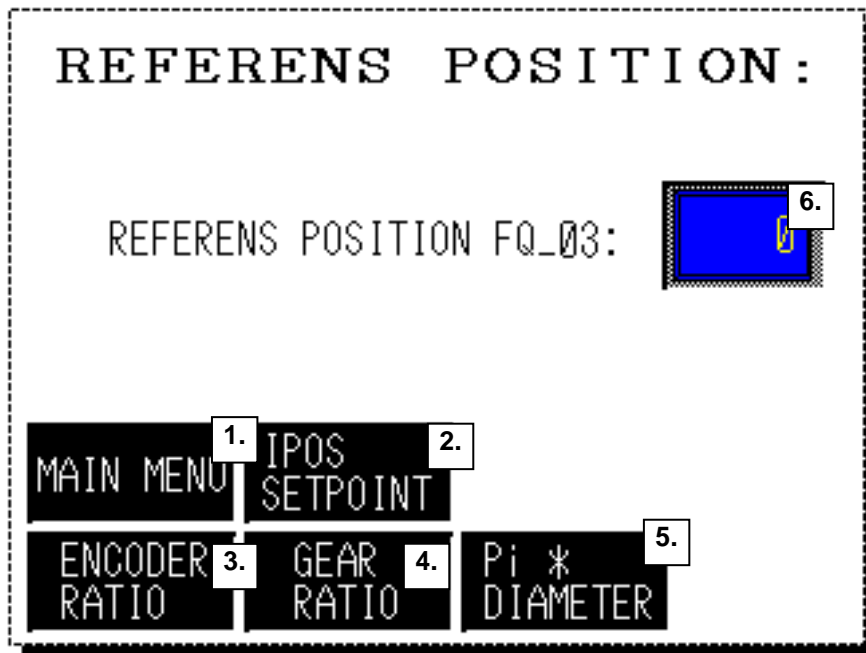 REFERENS POSITION:
6.
REFERENS POSITION FQ_03: 0
1.
2.
MAIN MENU
IPOS
SETPOINT
5.
ENCODER
RATIO
3.
GEAR
RATIO
4.
Pi *
DIAMETER